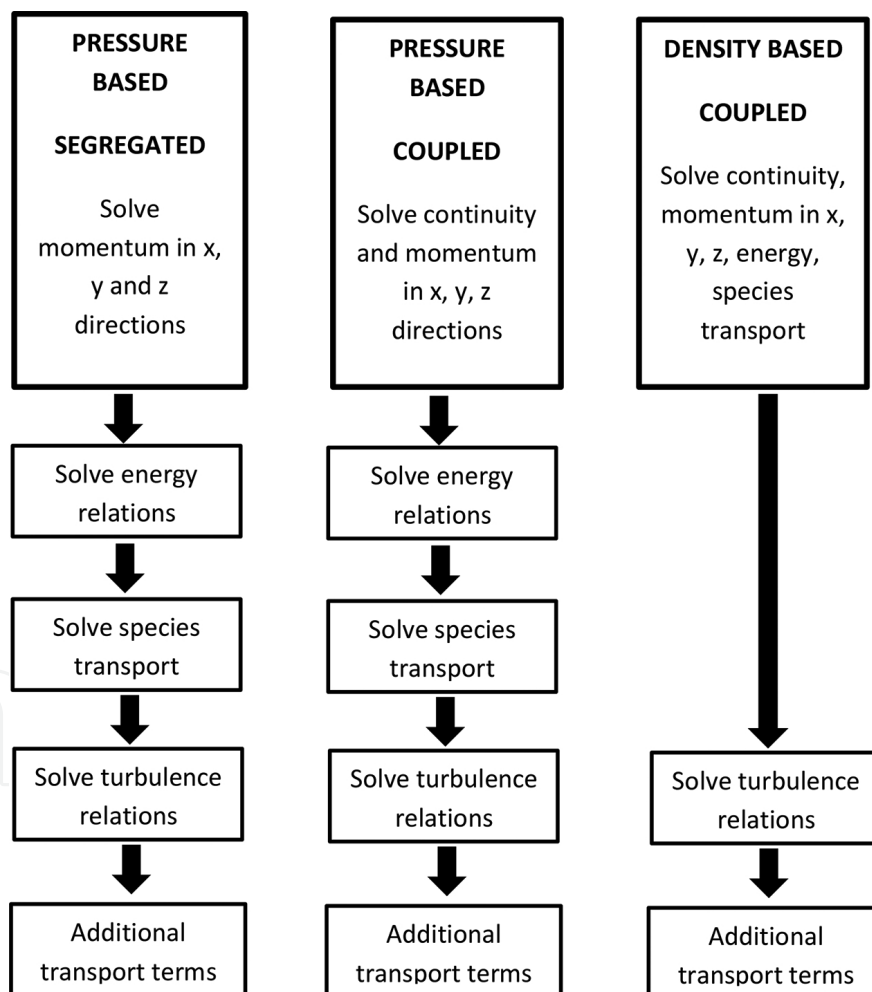 PRESSURE
BASED
SEGREGATED
Solve
momentum in x,
y and z
directions
Solve energy
relations
Solve species
transport
Solve turbulence
relations
Additional
transport terms
PRESSURE
BASED
COUPLED
Solve continuity
and momentum
in x, y, z
directions
Solve energy
relations
Solve species
transport
Solve turbulence
relations
Additional
transport terms
DENSITY BASED
COUPLED
Solve continuity,
momentum in x,
y, z, energy,
species
transport
Solve turbulence
relations
Additional
transport terms